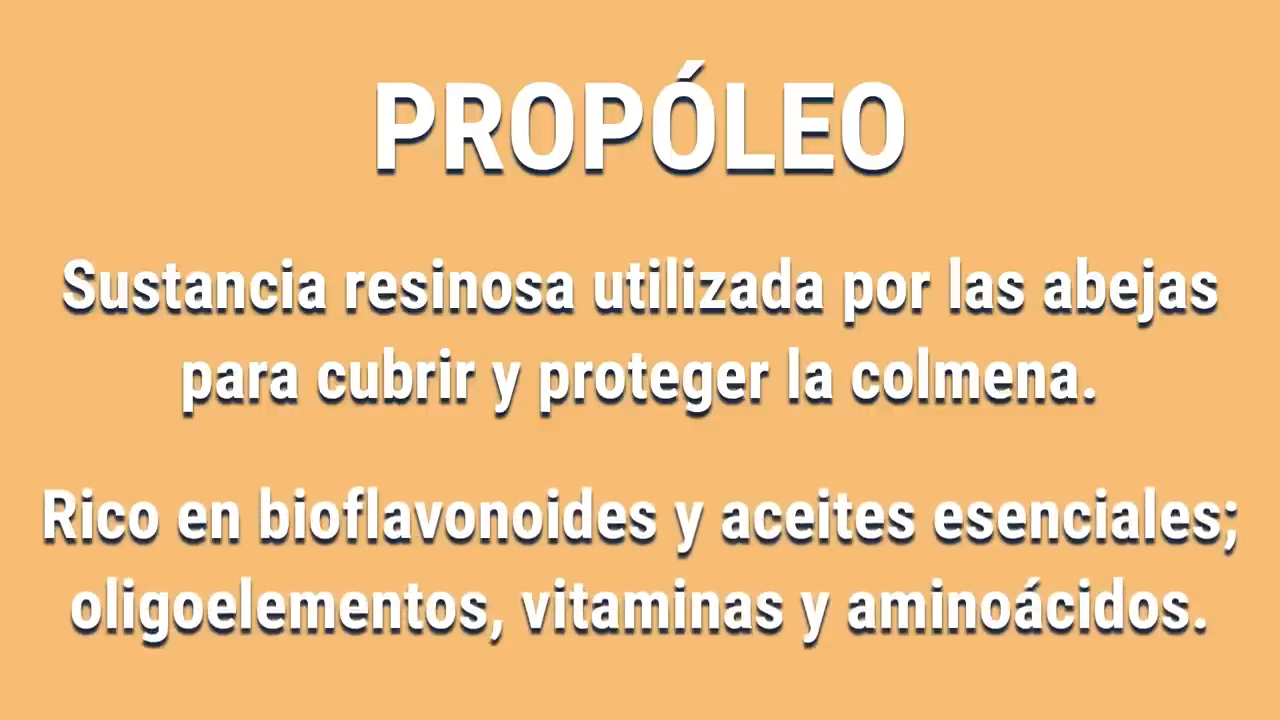 PROPÓLEO
Sustancia resinosa utilizada por las abejas
para cubrir y proteger la colmena.
Rico en bioflavonoides y aceites esenciales;
oligoelementos, vitaminas y aminoácidos.